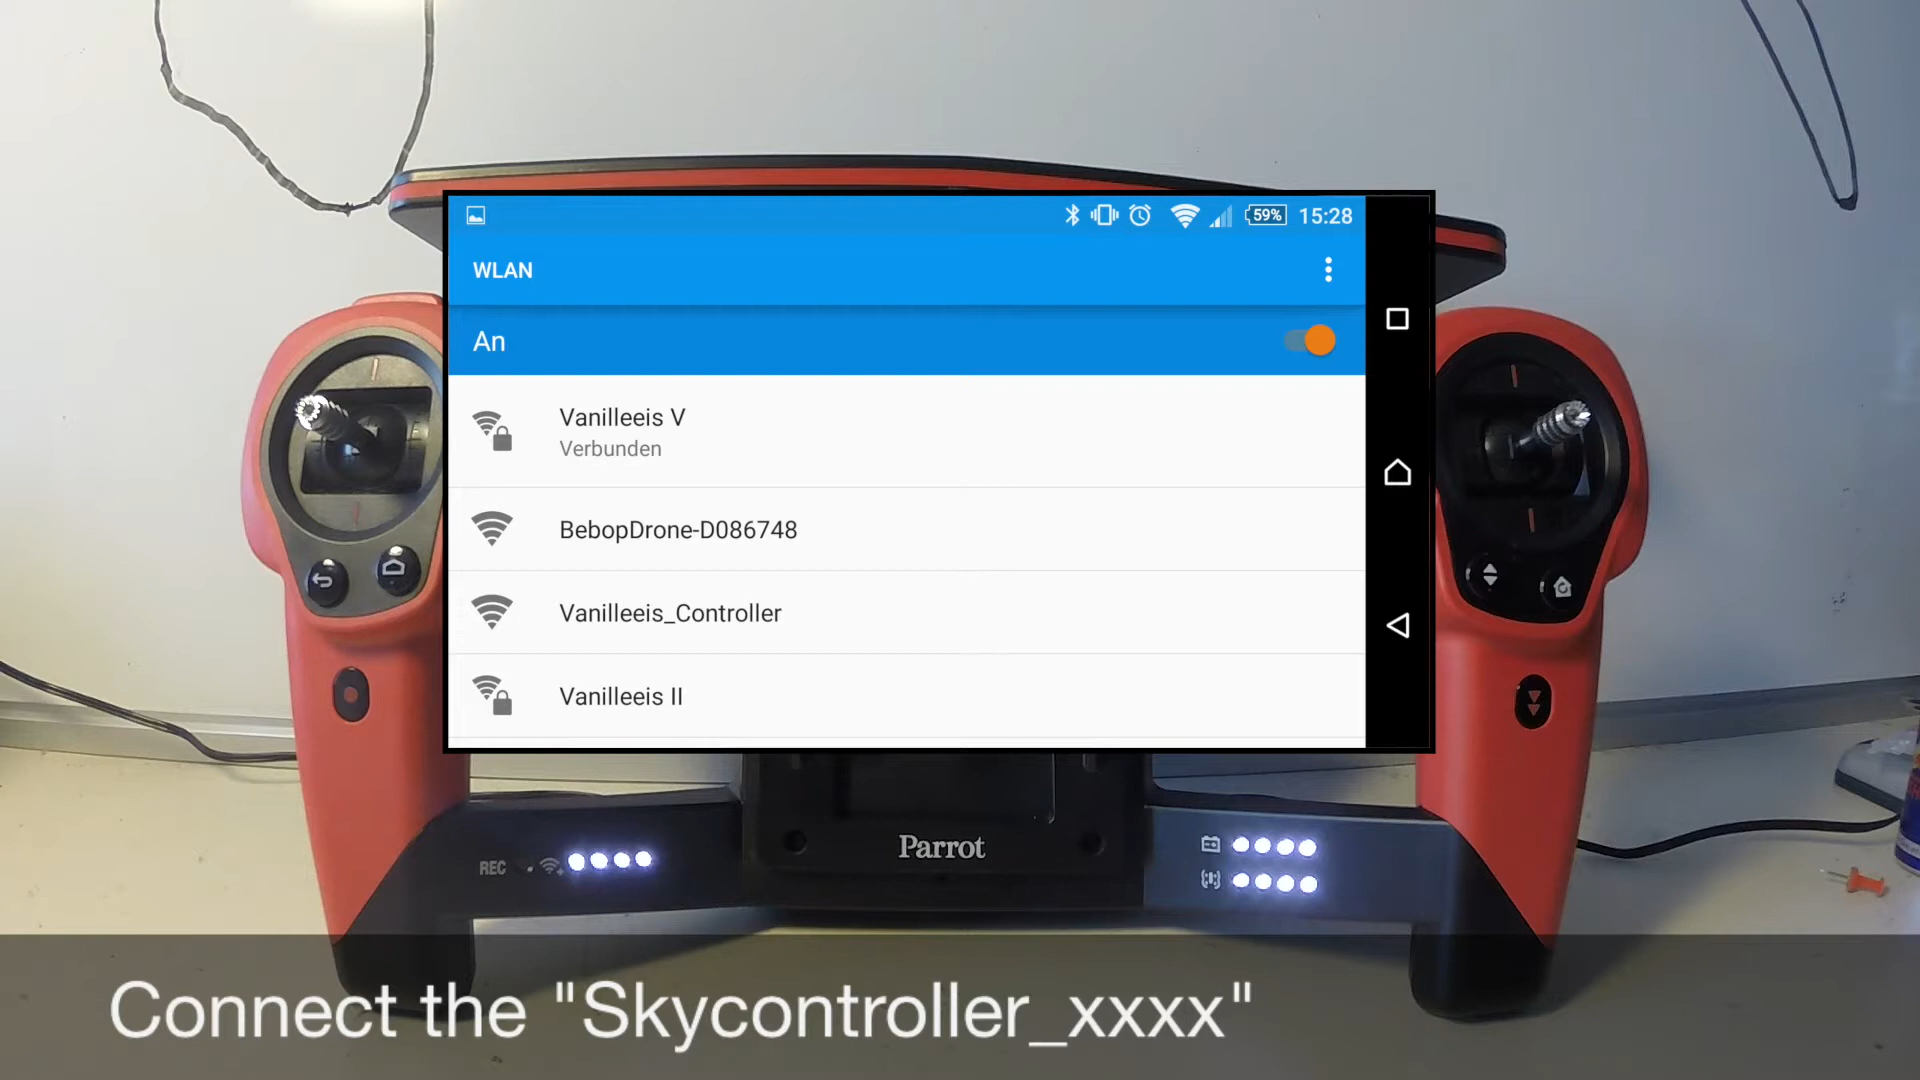 59% 15:28
WLAN
An
Vanilleeis V
Verbunden
BebopDrone-D086748
Vanilleeis_Controller
Vanilleeis II
Parrot
REC
Connect the "Skycontroller_xxxx"